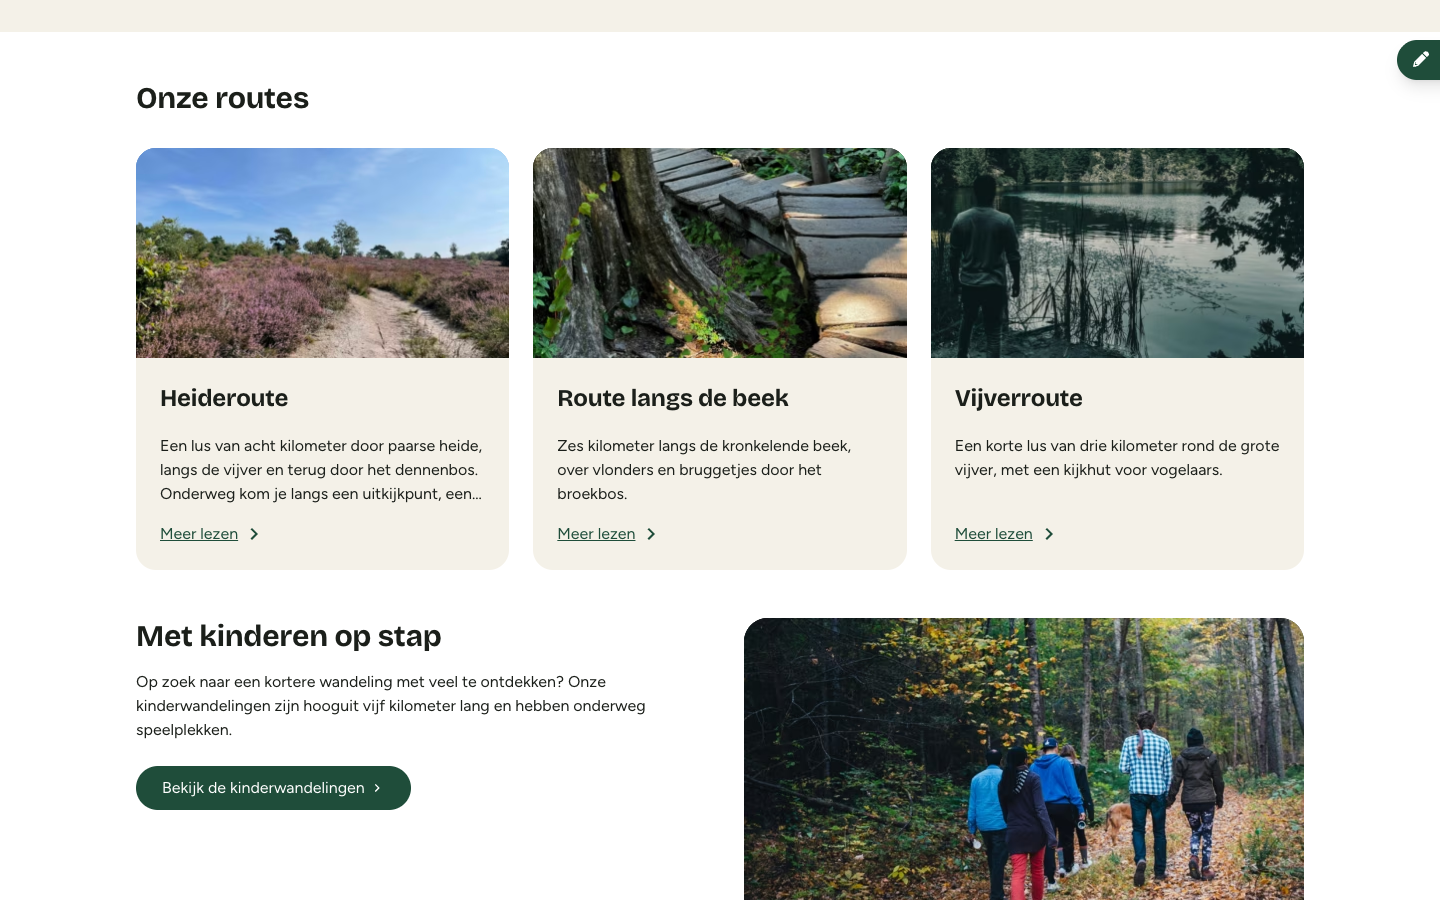 Onze routes
Heideroute
Een lus van acht kilometer door paarse heide,
langs de vijver en terug door het dennenbos.
Onderweg kom je langs een uitkijkpunt, een...
Meer lezen
Route langs de beek
Zes kilometer langs de kronkelende beek,
over vlonders en bruggetjes door het
broekbos.
Meer lezen
Vijverroute
Een korte lus van drie kilometer rond de grote
vijver, met een kijkhut voor vogelaars.
Meer lezen
Met kinderen op stap
Op zoek naar een kortere wandeling met veel te ontdekken? Onze
kinderwandelingen zijn hooguit vijf kilometer lang en hebben onderweg
speelplekken.
Bekijk de kinderwandelingen